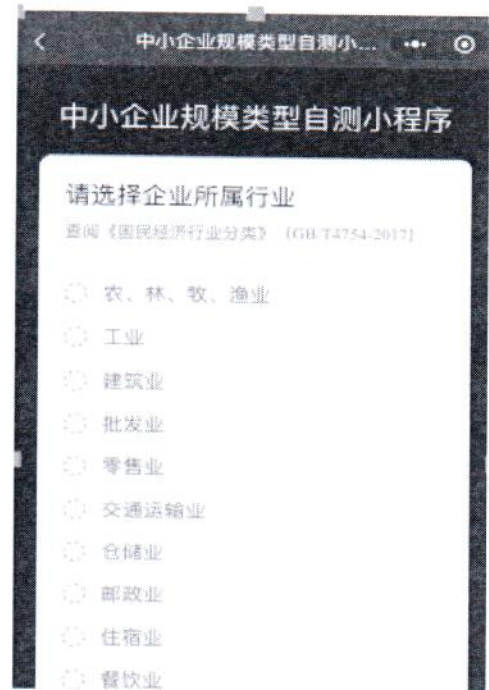 中小企业规模类型自测小...
中小企业规模类型自测小程序
请选择企业所属行业
查阅《国民经济行业分类》（GB/T4754-2017）
农、林、牧、渔业
工业
建筑业
批发业
零售业
交通运输业
仓储业
邮政业
住宿业
餐饮业